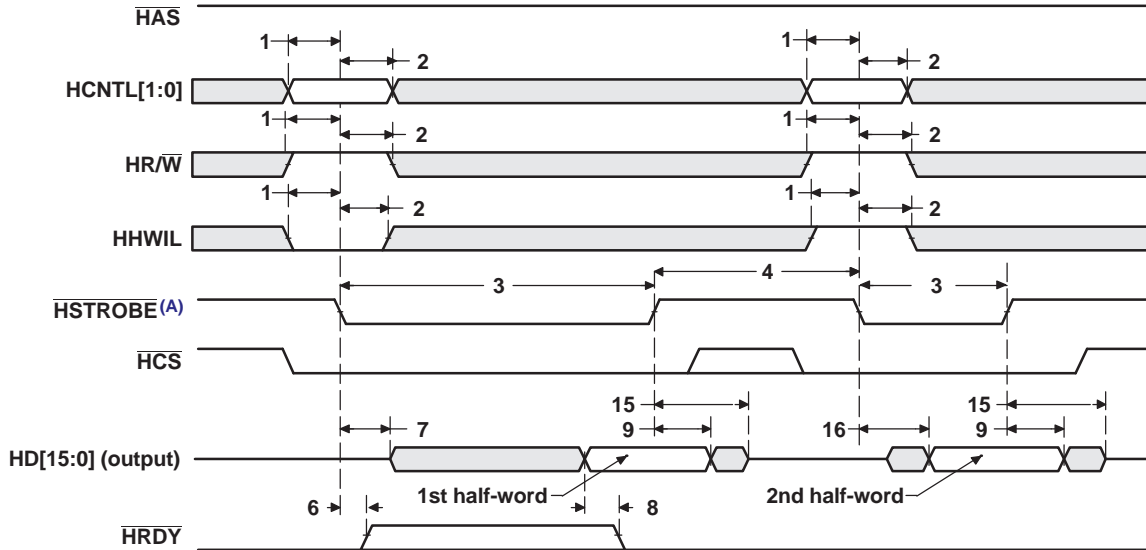 HAS
1
2
1
2
HCNTL[1:0]
1
2
1
2
HR/W
1
2
1
2
HHWIL
3
4
3
HSTROBE(A)
HCS
15
15
7
9
16
9
HD[15:0] (output)
1st half-word
2nd half-word
6
8
HRDY